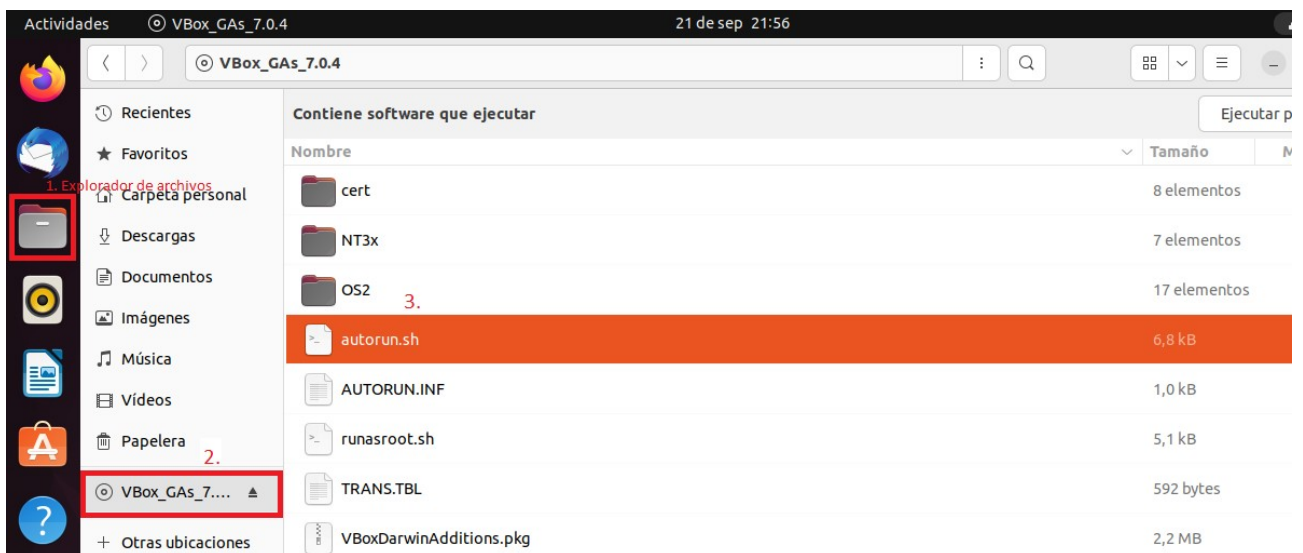 Actividades VBox_GAs_7.0.4 21 de sep 21:56
VBox_GAs_7.0.4
Recientes
Favoritos
1. Explorador de archivos
Carpeta personal
Descargas
Documentos
Imágenes
Música
Vídeos
Papelera
2.
VBox_GAs_7....
+ Otras ubicaciones
Contiene software que ejecutar
Ejecutar p
Nombre Tamaño M
cert 8 elementos
NT3x 7 elementos
OS2 17 elementos
3.
autorun.sh 6,8 kB
AUTORUN.INF 1,0 kB
runasroot.sh 5,1 kB
TRANS.TBL 592 bytes
VBoxDarwinAdditions.pkg 2,2 MB